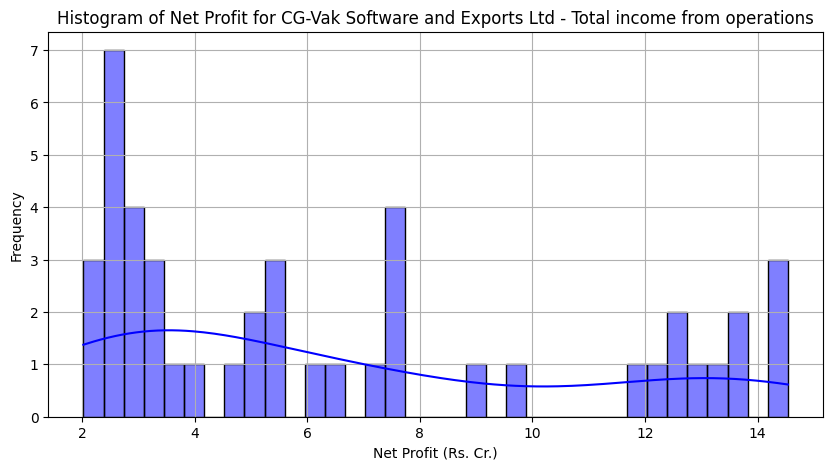 Histogram of Net Profit for CG-Vak Software and Exports Ltd - Total income from operations
7
6
5
4
3
2
1
0
Frequency
2 4 6 8 10 12 14
Net Profit (Rs. Cr.)